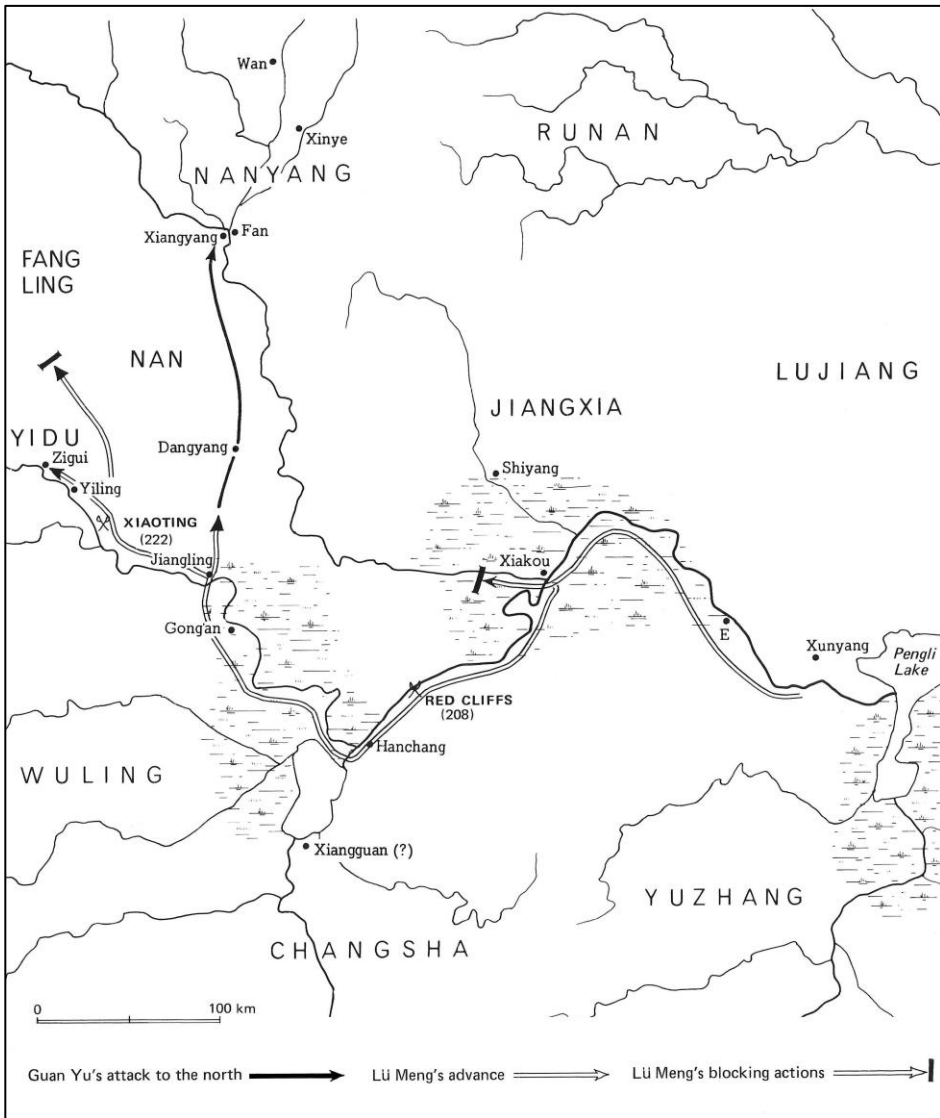 Wan
Xinye
RUNAN
NANYANG
Xiangyang
Fan
FANG
LING
NAN
LUJIANG
JIANGXIA
YIDU
Zigui
Dangyang
Shiyang
Yiling
XIAOTING
(222)
Jiangling
Xiakou
Gong'an
E
Xunyang
Pengli
Lake
RED CLIFFS
(208)
Hanchang
WULING
Xiangguan (?)
YUZHANG
CHANGSHA
0 100 km
Guan Yu's attack to the north Lü Meng's advance Lü Meng's blocking actions